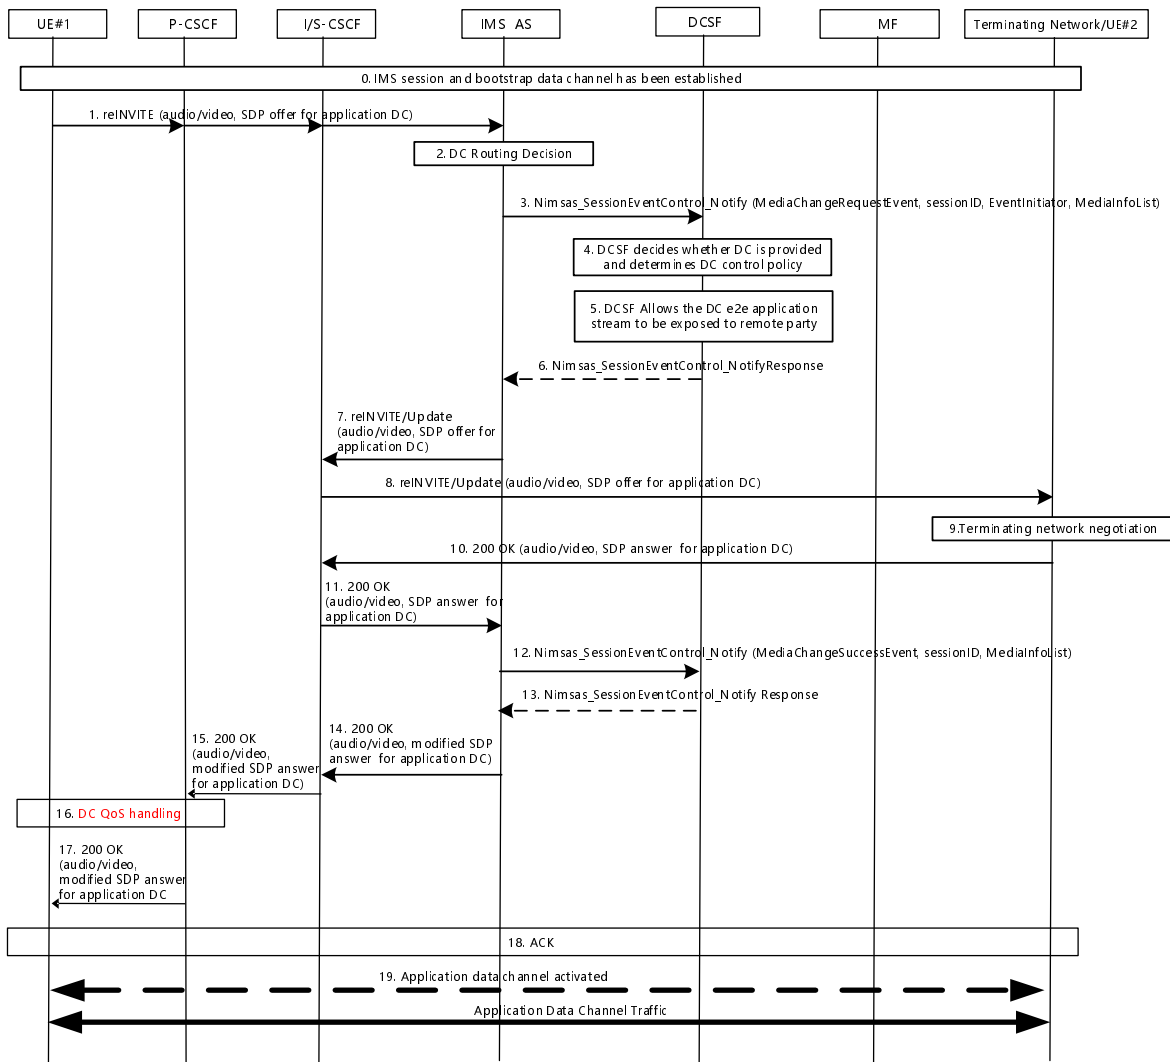 UE#1
P-CSCF
I/S-CSCF
IMS AS
DCSF
MF
Terminating Network/UE#2
0. IMS session and bootstrap data channel has been established
1. reINVITE (audio/video, SDP offer for application DC)
2. DC Routing Decision
3. Nimsas_SessionEventControl_Notify (MediaChangeRequestEvent, sessionID, EventInitiator, MediaInfoList)
4. DCSF decides whether DC is provided
and determines DC control policy
5. DCSF Allows the DC e2e application
stream to be exposed to remote party
6. Nimsas_SessionEventControl_NotifyResponse
7. reINVITE/Update
(audio/video, SDP offer for
application DC)
8. reINVITE/Update (audio/video, SDP offer for application DC)
9.Terminating network negotiation
10. 200 OK (audio/video, SDP answer for application DC)
11. 200 OK
(audio/video, SDP answer for
application DC)
12. Nimsas_SessionEventControl_Notify (MediaChangeSuccessEvent, sessionID, MediaInfoList)
13. Nimsas_SessionEventControl_Notify Response
14. 200 OK
(audio/video, modified SDP
answer for application DC)
15. 200 OK
(audio/video,
modified SDP answer
for application DC)
16. DC QoS handling
17. 200 OK
(audio/video,
modified SDP answer
for application DC
18. ACK
19. Application data channel activated
Application Data Channel Traffic